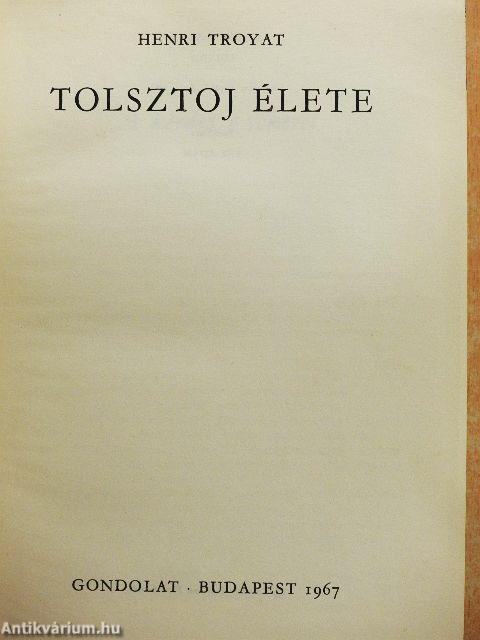 HENRI TROYAT
TOLSZTOJ ÉLETE
GONDOLAT · BUDAPEST 1967
Antikvárium.hu